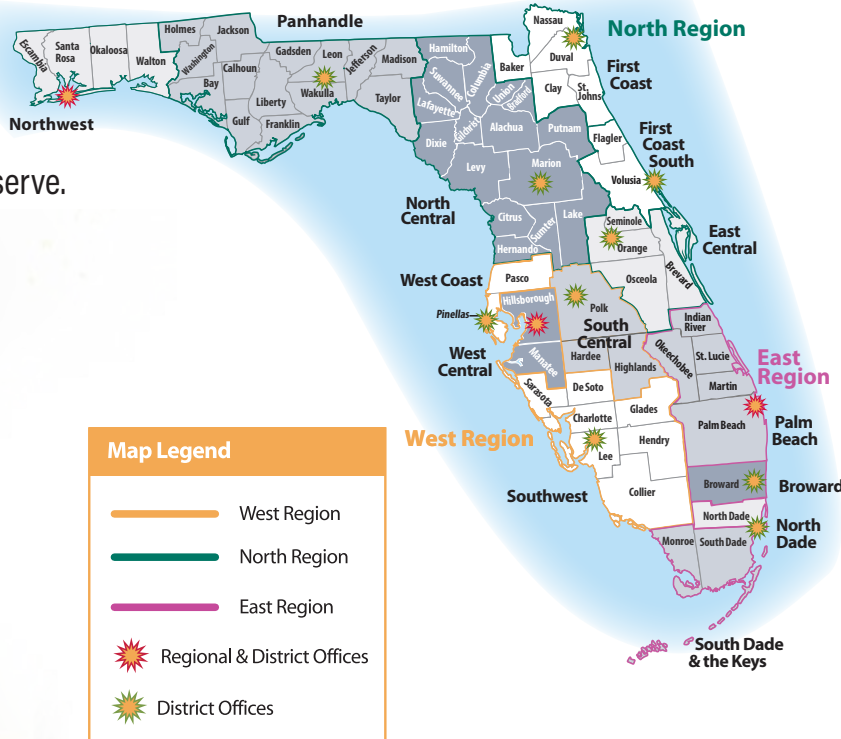 Panhandle
North Region
Escambia
Santa
Rosa
Okaloosa
Walton
Holmes
Washington
Jackson
Bay
Calhoun
Gulf
Gadsden
Liberty
Franklin
Leon
Wakulla
Jefferson
Madison
Taylor
Northwest
serve.
Hamilton
Suwannee
Columbia
Lafayette
Union
Bradford
Gilchrist
Alachua
Putnam
Dixie
Levy
Marion
Citrus
Sumter
Lake
Hernando
North
Central
Baker
Nassau
Duval
Clay
St.
Johns
Flagler
Volusia
First
Coast
First
Coast
South
Seminole
Orange
Osceola
Brevard
East
Central
West Coast
Pasco
Pinellas
Hillsborough
Manatee
West
Central
Polk
South
Central
Hardee
Highlands
Sarasota
De Soto
Charlotte
Glades
Lee
Hendry
Collier
West Region
Southwest
Indian
River
Okeechobee
St. Lucie
Martin
East
Region
Palm Beach
Palm
Beach
Broward
Broward
North Dade
North
Dade
Monroe
South Dade
South Dade
& the Keys
Map Legend
West Region
North Region
East Region
Regional & District Offices
District Offices